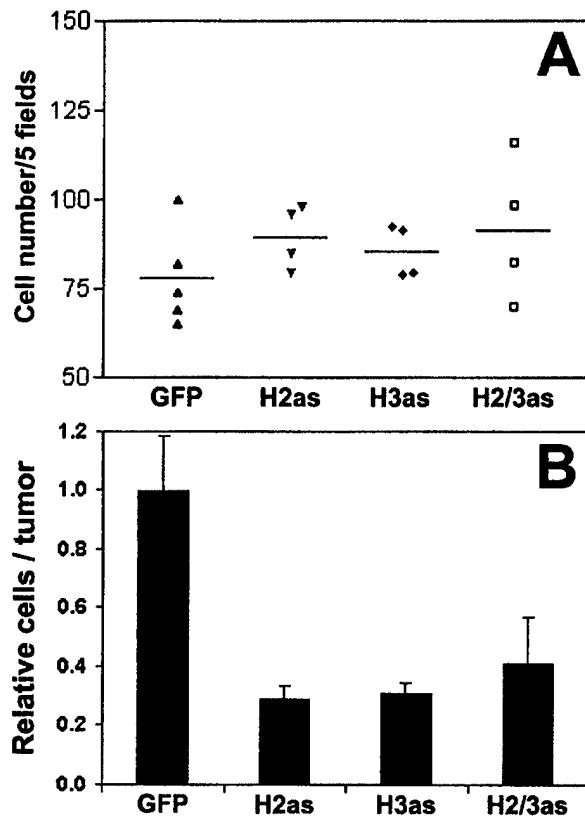 A
Cell number/5 fields
150
125
100
75
50
GFP H2as H3as H2/3as
B
Relative cells / tumor
1.2
1.0
0.8
0.6
0.4
0.2
0.0
GFP H2as H3as H2/3as